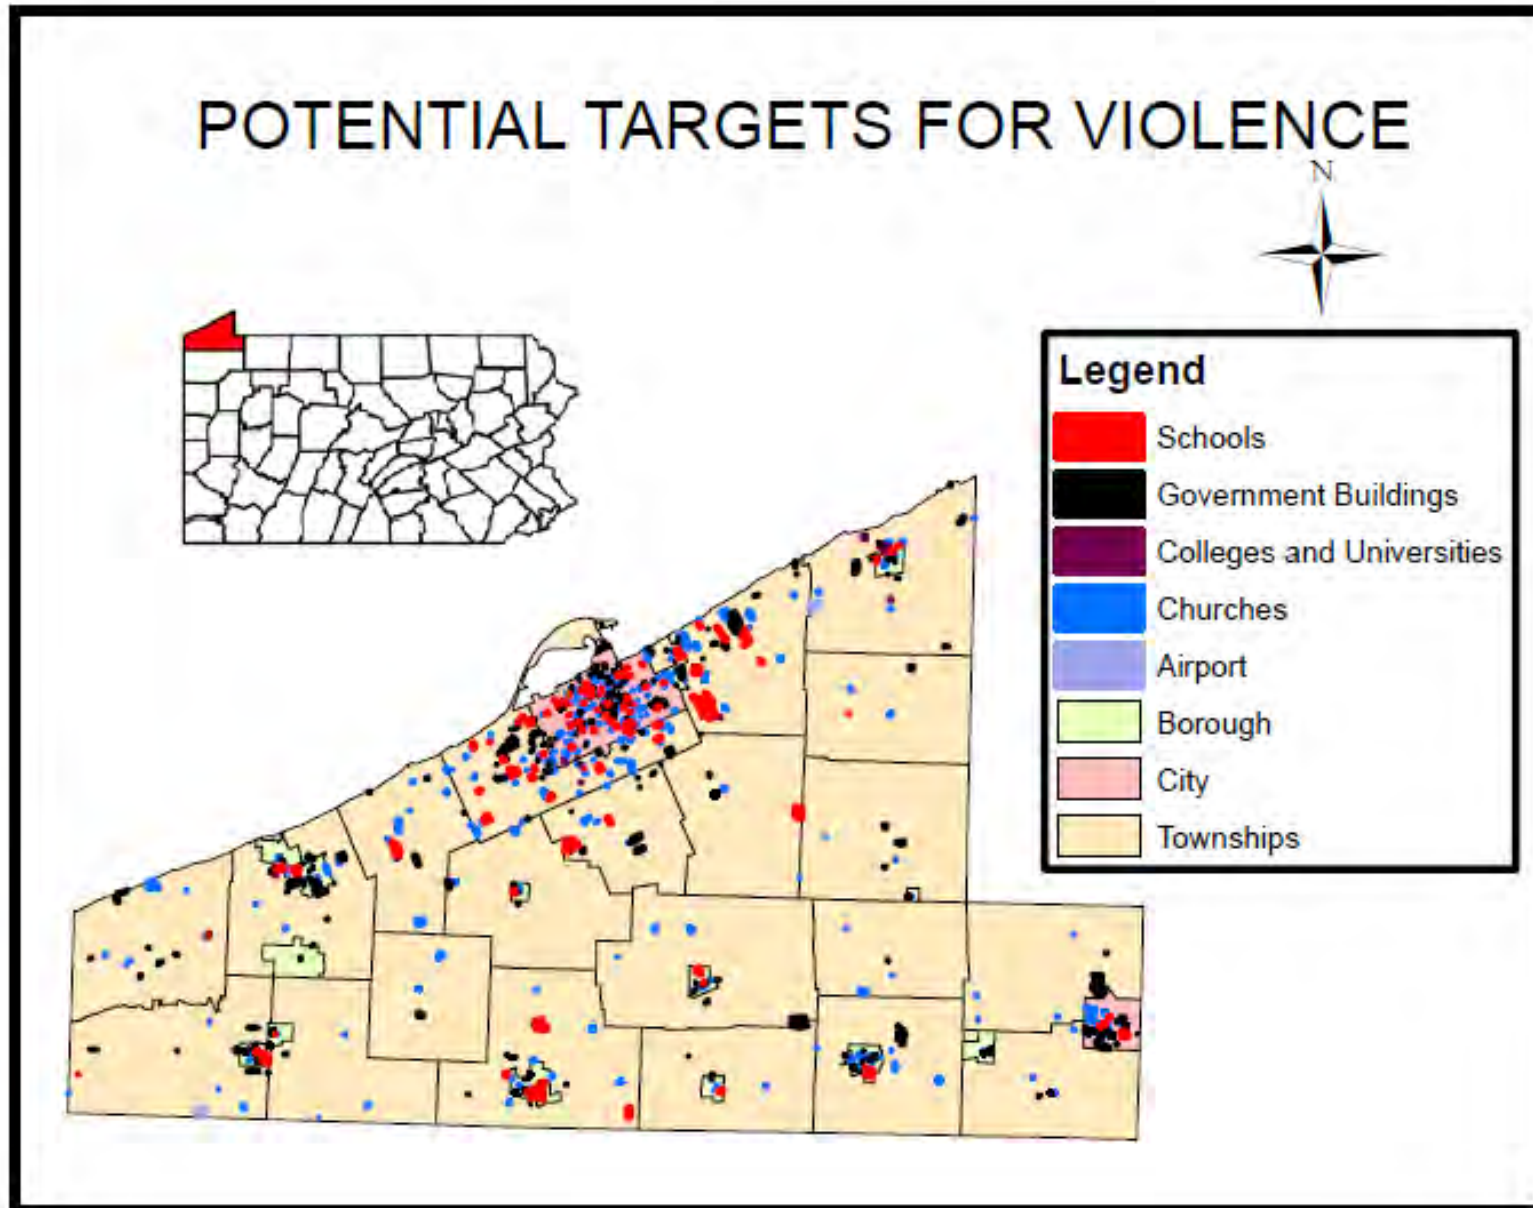 POTENTIAL TARGETS FOR VIOLENCE
N
Legend
Schools
Government Buildings
Colleges and Universities
Churches
Airport
Borough
City
Townships